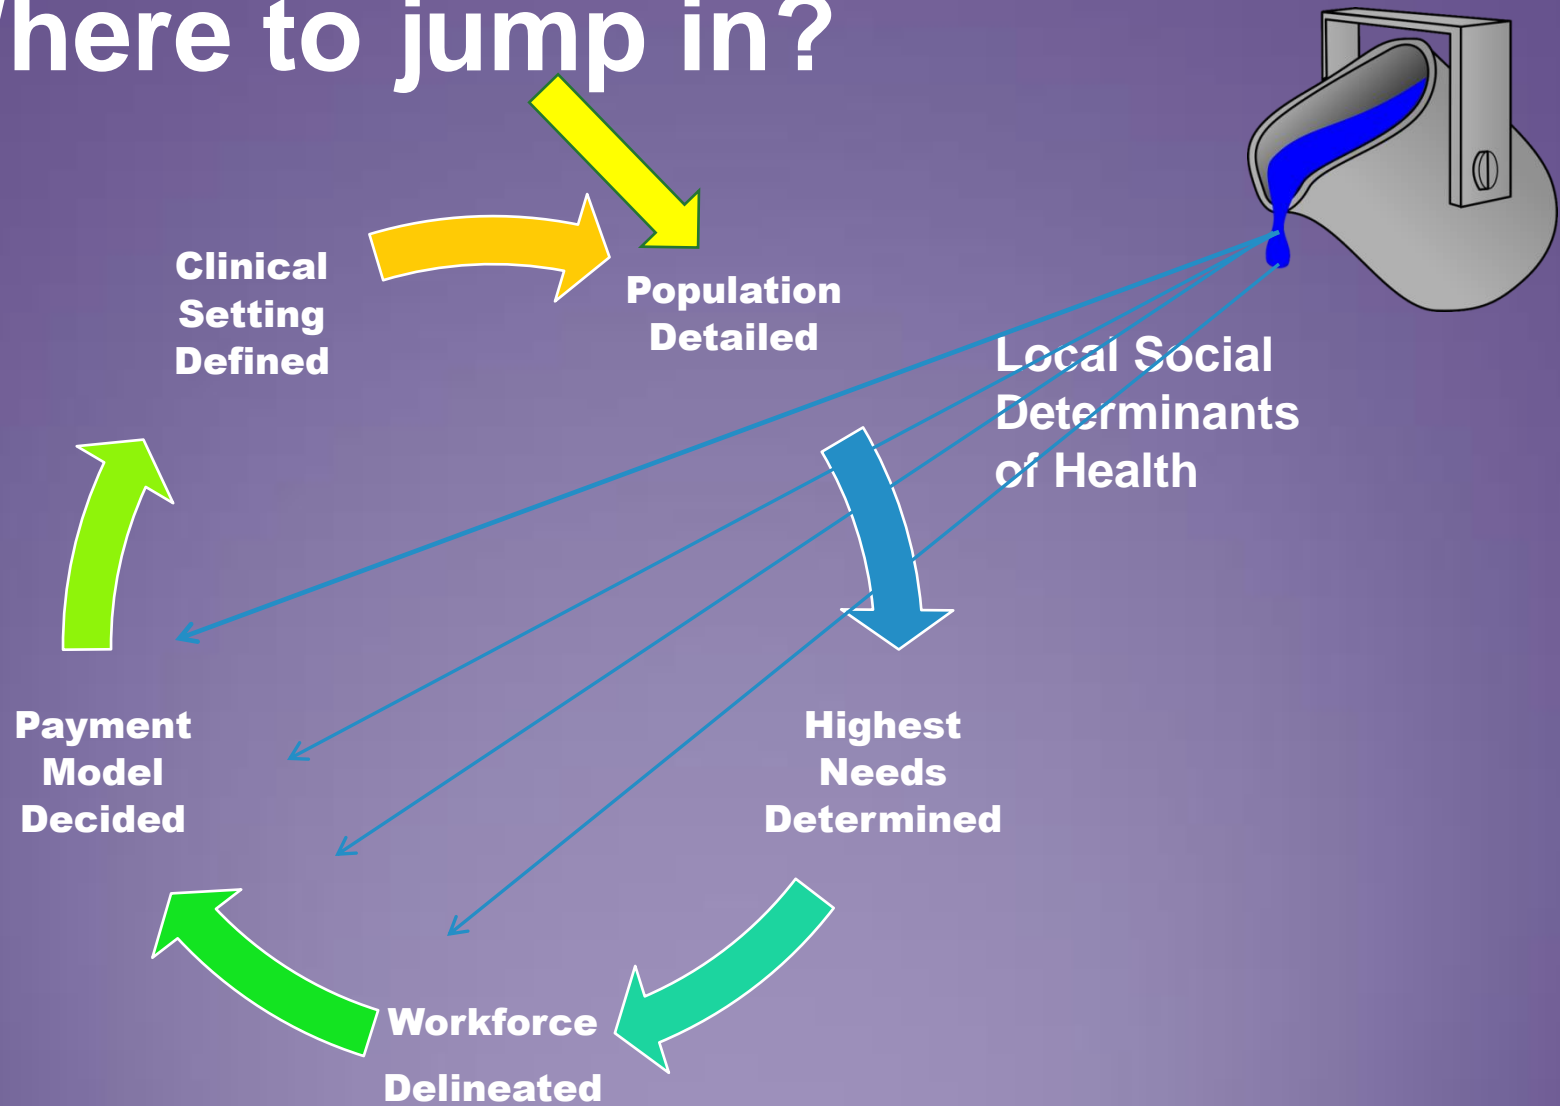 here to jump in?
Clinical
Setting
Defined
Population
Detailed
Local Social
Determinants
of Health
Payment
Model
Decided
Highest
Needs
Determined
Workforce
Delineated